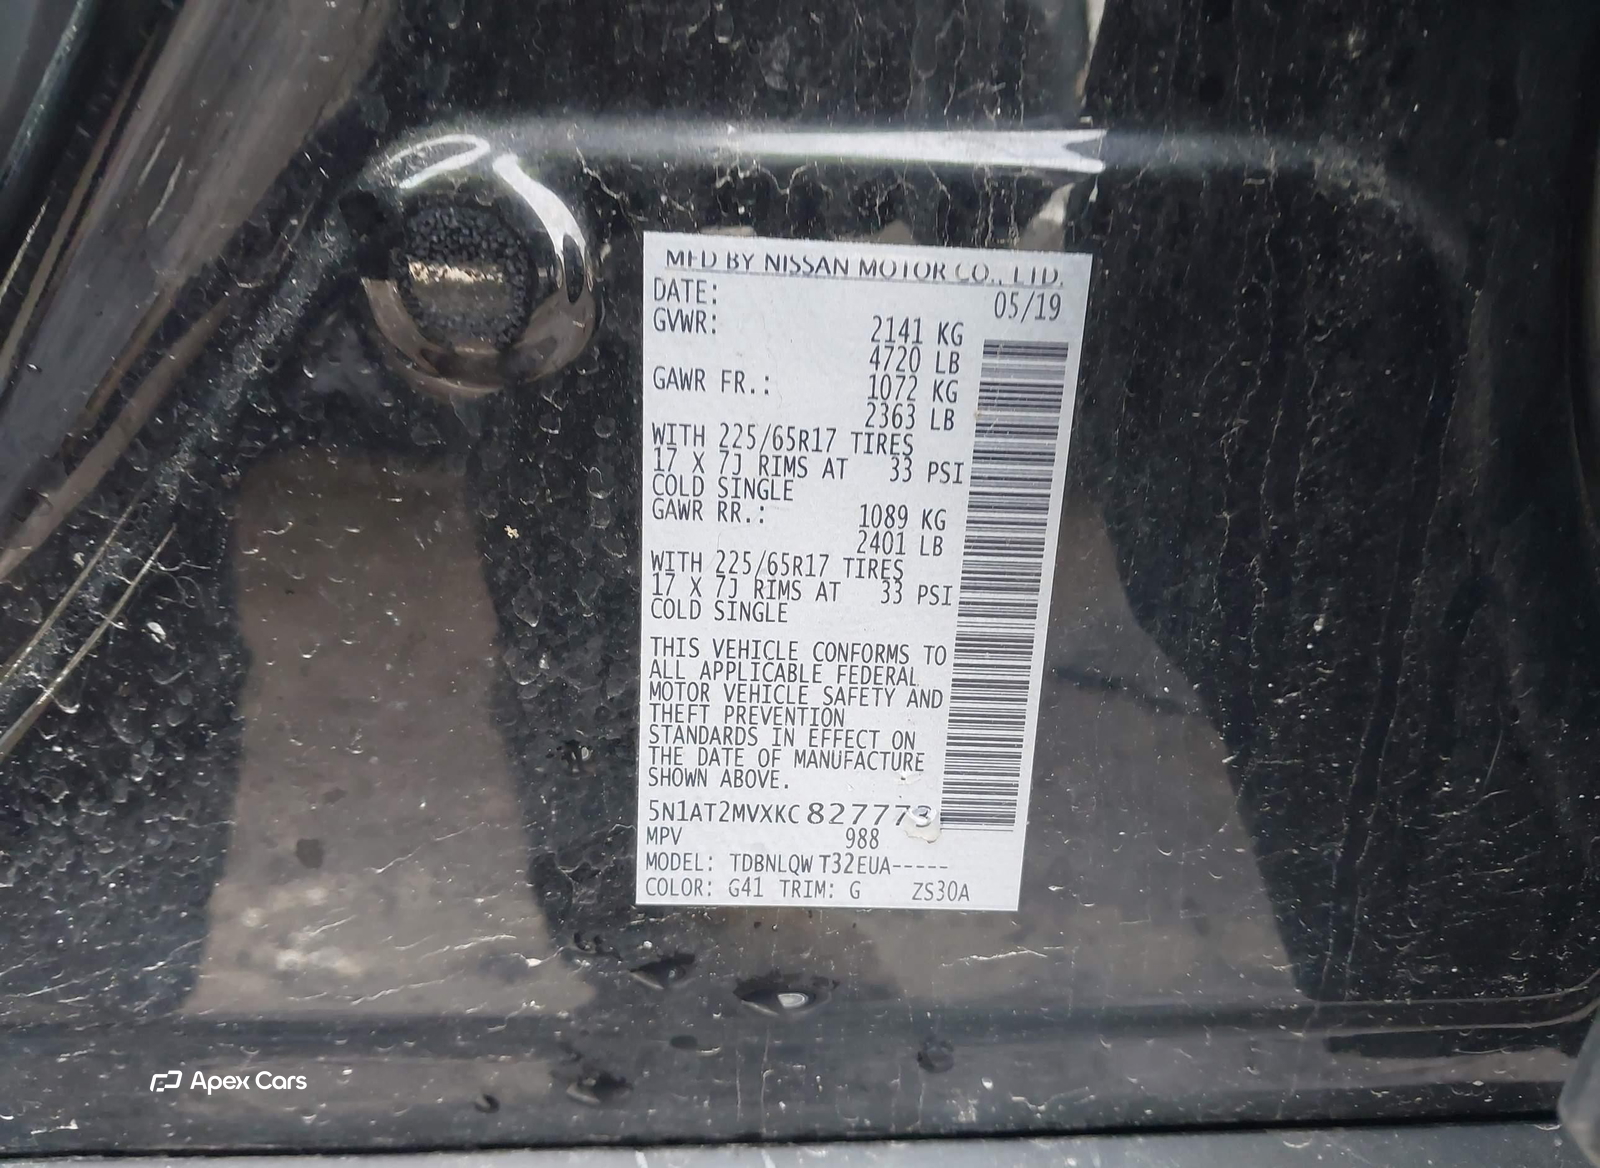 MFD BY NISSAN MOTOR CO., LTD.
DATE: 05/19
GVWR: 2141 KG
4720 LB
GAWR FR.: 1072 KG
2363 LB
WITH 225/65R17 TIRES
17 X 7J RIMS AT 33 PSI
COLD SINGLE
GAWR RR.: 1089 KG
2401 LB
WITH 225/65R17 TIRES
17 X 7J RIMS AT 33 PSI
COLD SINGLE
THIS VEHICLE CONFORMS TO
ALL APPLICABLE FEDERAL
MOTOR VEHICLE SAFETY AND
THEFT PREVENTION
STANDARDS IN EFFECT ON
THE DATE OF MANUFACTURE
SHOWN ABOVE.
5N1AT2MVXKC827773
MPV 988
MODEL: TDBNLQW T32EUA-----
COLOR: G41 TRIM: G ZS30A
Apex Cars